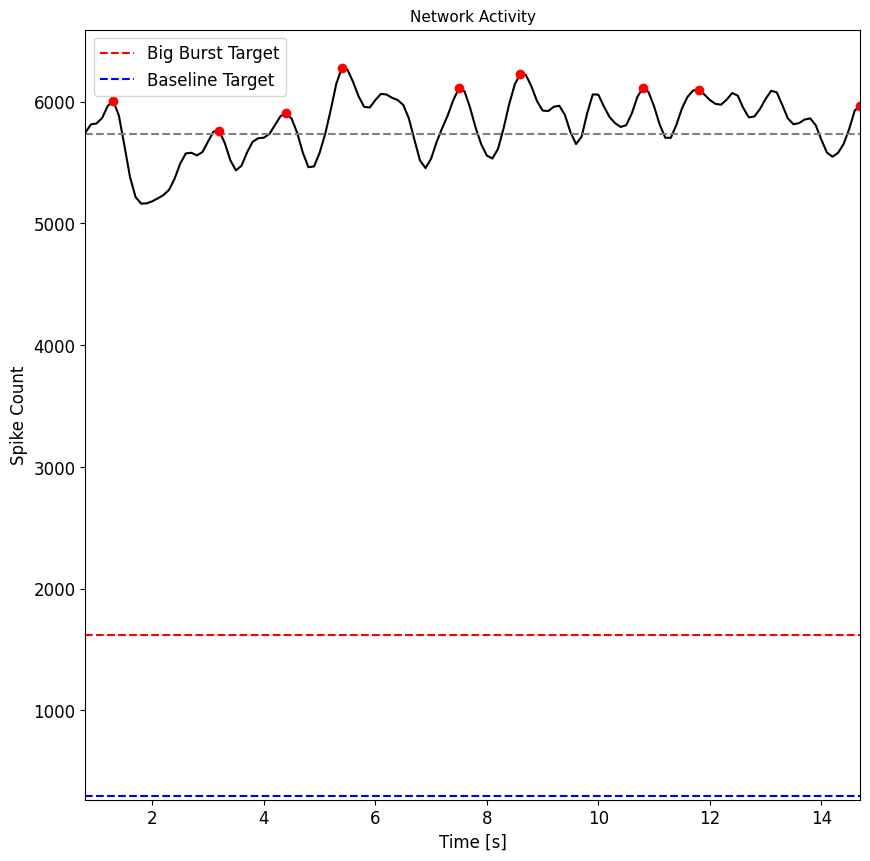 Network Activity
Big Burst Target
Baseline Target
6000
5000
4000
3000
2000
1000
Spike Count
2 4 6 8 10 12 14
Time [s]